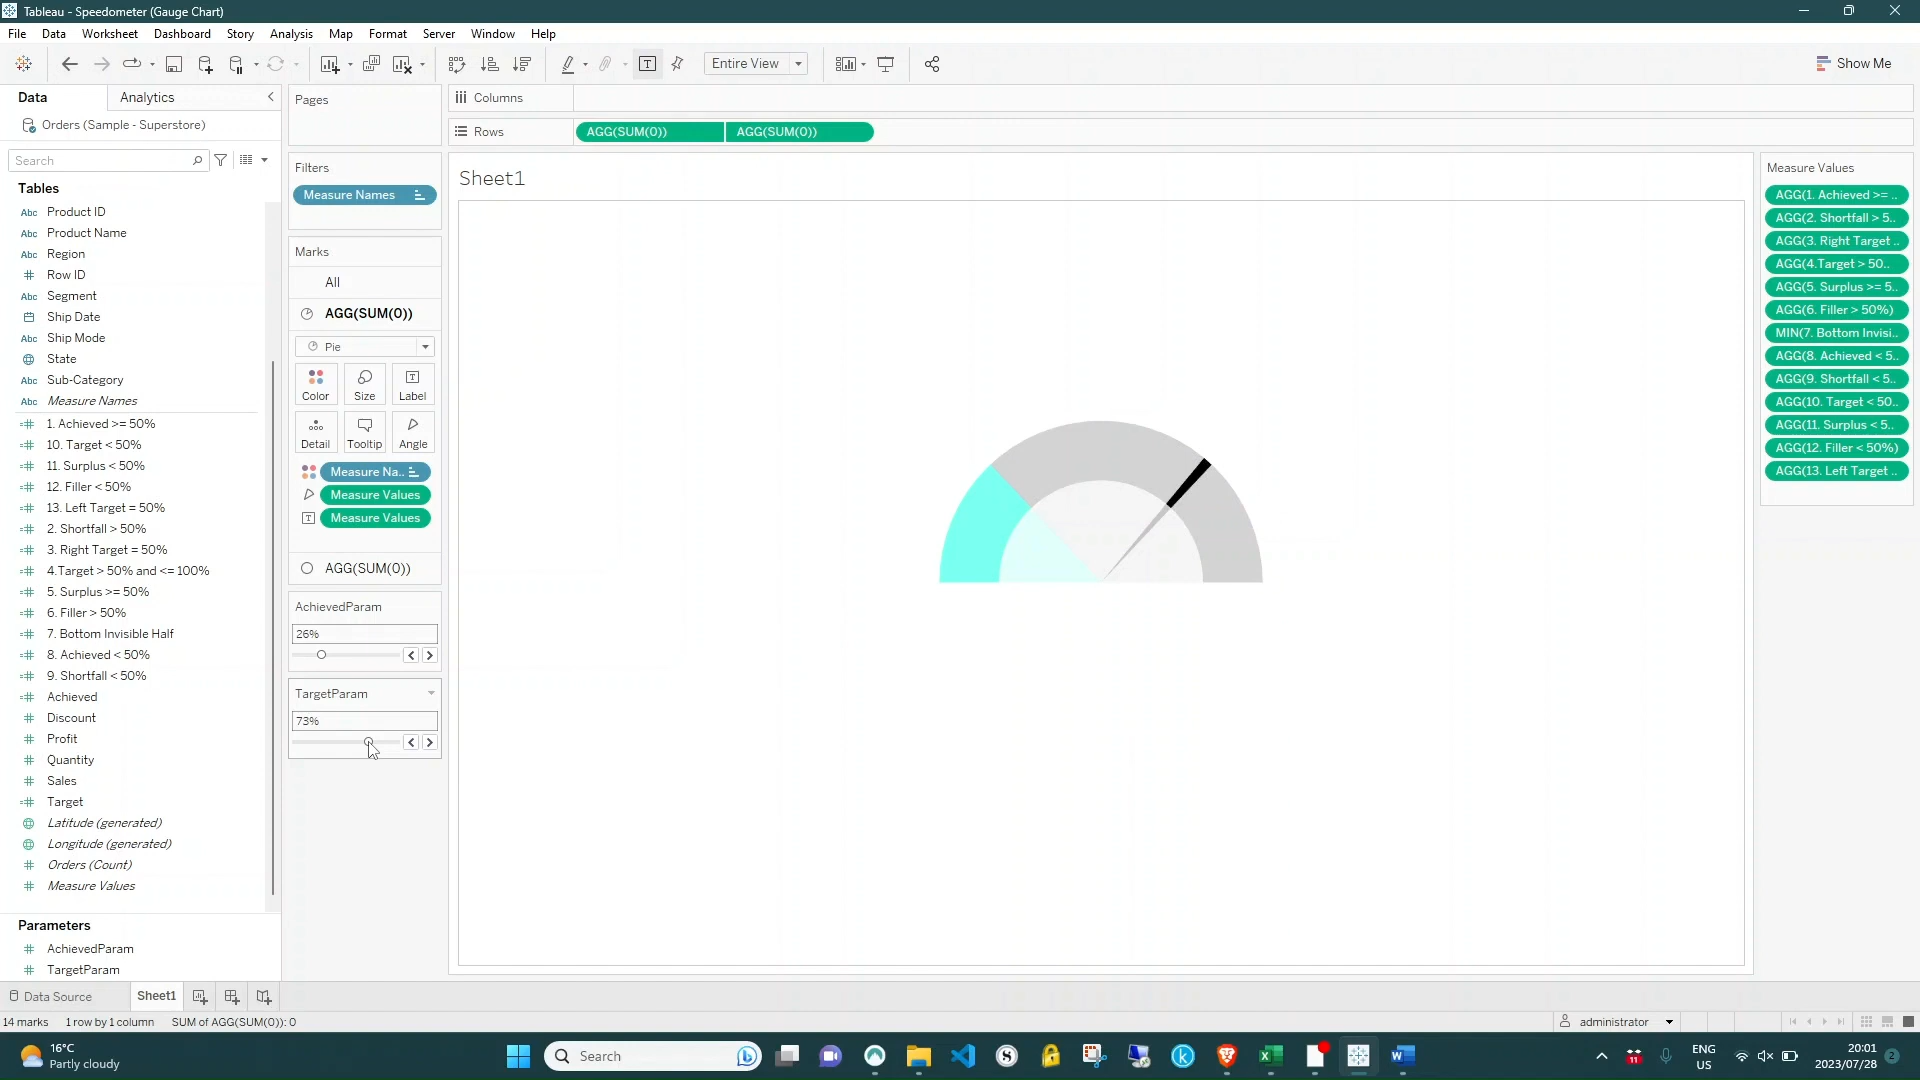 Tableau - Speedometer (Gauge Chart)
File Data Worksheet Dashboard Story Analysis Map Format Server Window Help
Entire View
Show Me
Data
Analytics
Orders (Sample - Superstore)
Search
Tables
Abc Product ID
Abc Product Name
Abc Region
# Row ID
Abc Segment
Ship Date
Abc Ship Mode
State
Abc Sub-Category
Abc Measure Names
1. Achieved >= 50%
10. Target < 50%
11. Surplus < 50%
12. Filler < 50%
13. Left Target = 50%
2. Shortfall > 50%
3. Right Target = 50%
4.Target > 50% and <= 100%
5. Surplus >= 50%
6. Filler > 50%
7. Bottom Invisible Half
8. Achieved < 50%
9. Shortfall < 50%
Achieved
Discount
Profit
Quantity
Sales
Target
Latitude (generated)
Longitude (generated)
Orders (Count)
Measure Values
Parameters
AchievedParam
TargetParam
Pages
Filters
Measure Names
Marks
All
AGG(SUM(0))
Pie
Color
Size
Label
Detail
Tooltip
Angle
Measure Na..
Measure Values
Measure Values
AGG(SUM(0))
AchievedParam
26%
TargetParam
73%
Columns
Rows
AGG(SUM(0))
AGG(SUM(0))
Sheet1
Measure Values
AGG(1. Achieved >= ..
AGG(2. Shortfall > 5..
AGG(3. Right Target ..
AGG(4.Target > 50..
AGG(5. Surplus >= 5..
AGG(6. Filler > 50%)
MIN(7. Bottom Invisi..
AGG(8. Achieved < 5..
AGG(9. Shortfall < 5..
AGG(10. Target < 50..
AGG(11. Surplus < 5..
AGG(12. Filler < 50%)
AGG(13. Left Target ..
Data Source
Sheet1
14 marks
1 row by 1 column
SUM of AGG(SUM(0)): 0
administrator
16°C
Partly cloudy
Search
11
ENG
US
20:01
2023/07/28
2